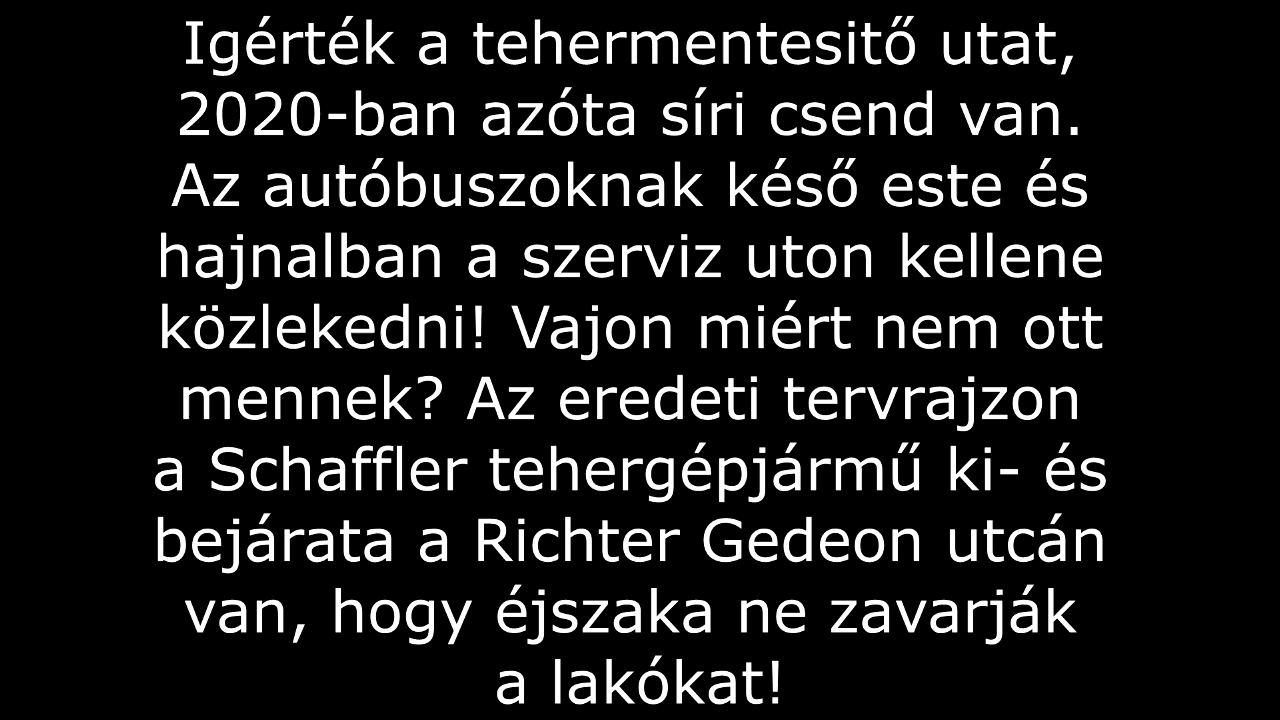 Igérték a tehermentesitő utat,
2020-ban azóta síri csend van.
Az autóbuszoknak késő este és
hajnalban a szerviz uton kellene
közlekedni! Vajon miért nem ott
mennek? Az eredeti tervrajzon
a Schaffler tehergépjármű ki- és
bejárata a Richter Gedeon utcán
van, hogy éjszaka ne zavarják
a lakókat!